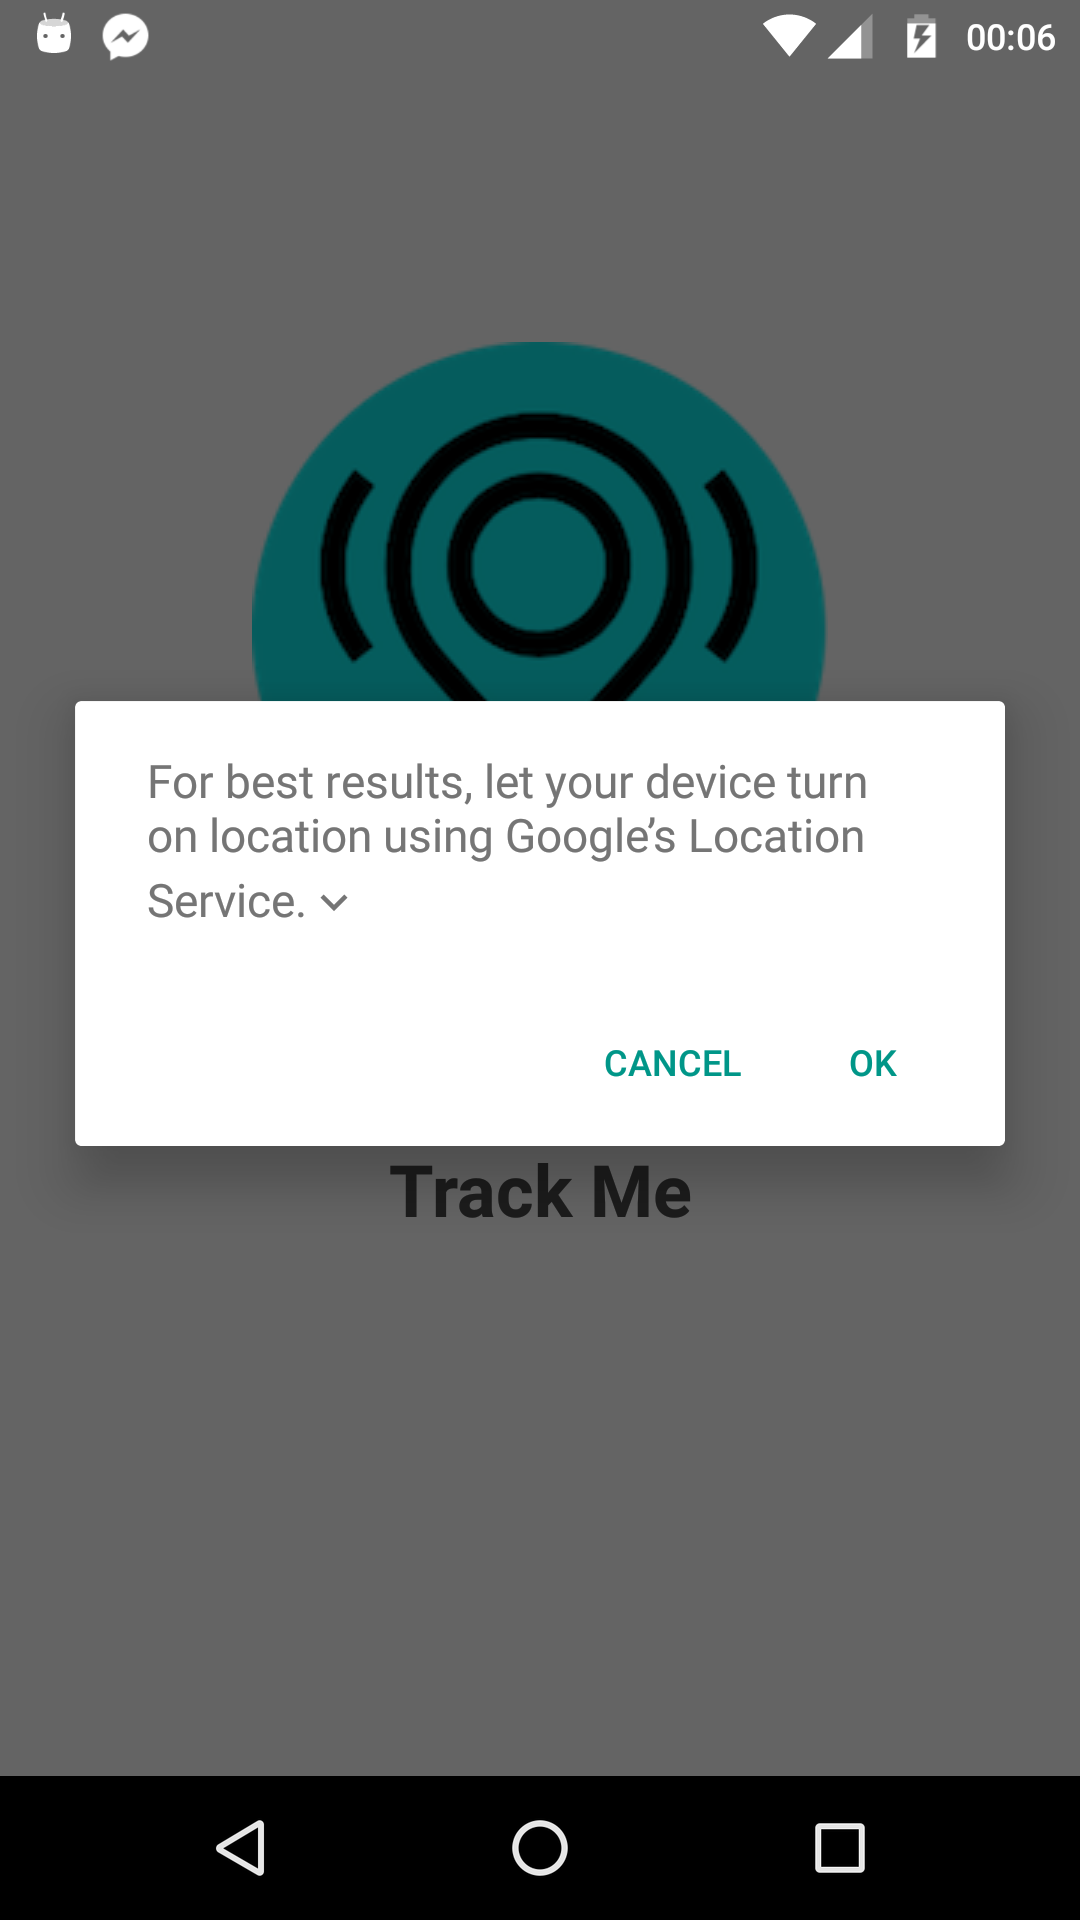 00:06
For best results, let your device turn
on location using Google’s Location
Service.
CANCEL OK
Track Me